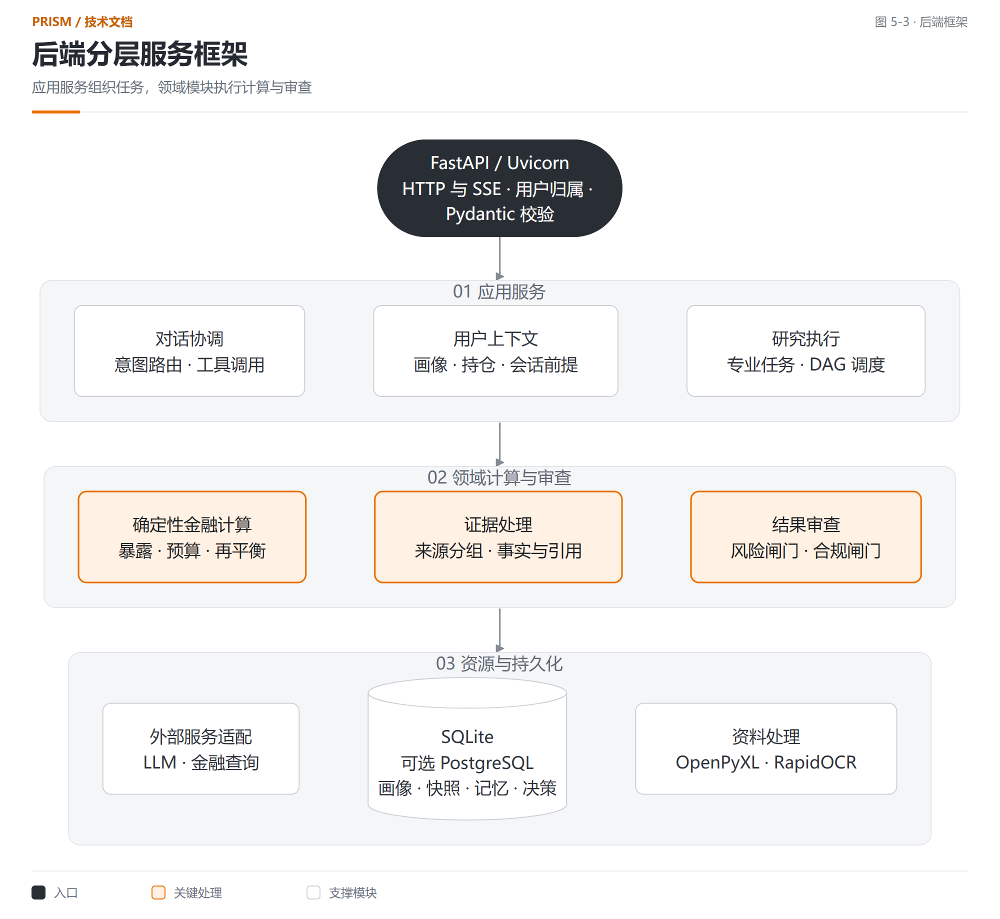 PRISM / 技术文档
图 5-3 · 后端框架
后端分层服务框架
应用服务组织任务，领域模块执行计算与审查
FastAPI / Uvicorn
HTTP 与 SSE · 用户归属 ·
Pydantic 校验
01 应用服务
对话协调
意图路由 · 工具调用
用户上下文
画像 · 持仓 · 会话前提
研究执行
专业任务 · DAG 调度
02 领域计算与审查
确定性金融计算
暴露 · 预算 · 再平衡
证据处理
来源分组 · 事实与引用
结果审查
风险闸门 · 合规闸门
03 资源与持久化
外部服务适配
LLM · 金融查询
SQLite
可选 PostgreSQL
画像 · 快照 · 记忆 · 决策
资料处理
OpenPyXL · RapidOCR
入口
关键处理
支撑模块